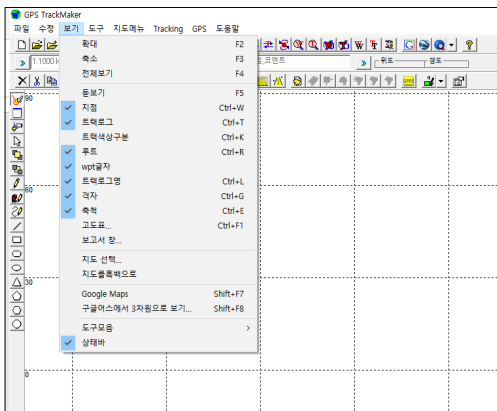 GPS TrackMaker
파일 수정 보기 도구 지도메뉴 Tracking GPS 도움말
확대 F2
축소 F3
전체보기 F4
돋보기 F5
지점 Ctrl+W
트랙로그 Ctrl+T
트랙색상구분 Ctrl+K
루트 Ctrl+R
wpt글자
트랙로그명 Ctrl+L
격자 Ctrl+G
축척 Ctrl+E
고도표... Ctrl+F1
보고서 창...
지도 선택...
지도를흑백으로
Google Maps Shift+F7
구글어스에서 3차원으로 보기... Shift+F8
도구모음
상태바
1:1000
코멘트
위도
경도
90
60
30
0